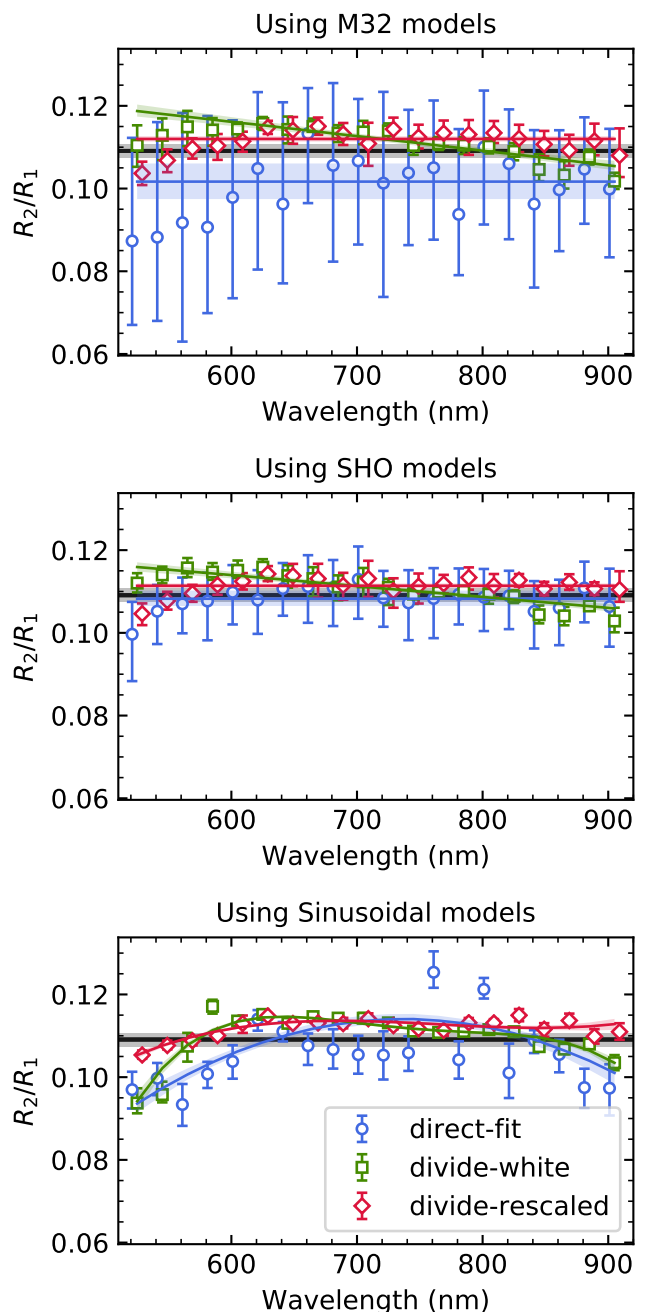 Using M32 models
0.12
0.10
0.08
0.06
R2/R1
600 700 800 900
Wavelength (nm)
Using SHO models
0.12
0.10
0.08
0.06
R2/R1
600 700 800 900
Wavelength (nm)
Using Sinusoidal models
0.12
0.10
0.08
0.06
R2/R1
direct-fit
divide-white
divide-rescaled
600 700 800 900
Wavelength (nm)